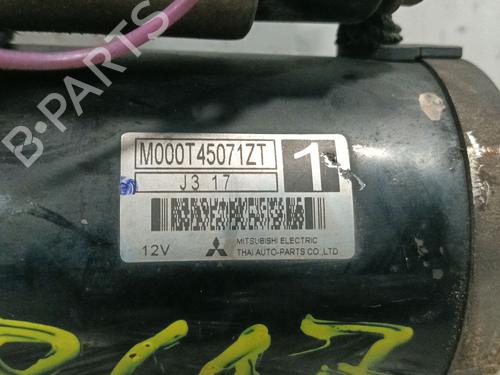 B-PARTS
M000T45071ZT
1
J3 17
12V
MITSUBISHI ELECTRIC
THAI AUTO-PARTS CO.,LTD